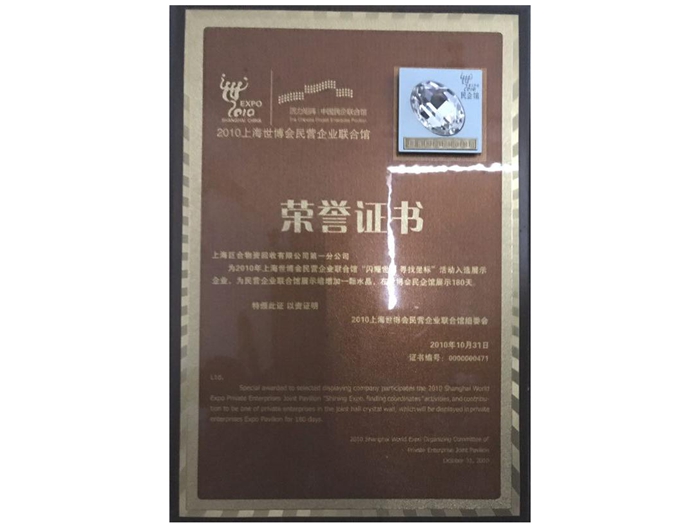 EXPO
2010
SHANGHAI CHINA
2010上海世博会民营企业联合馆
民企馆
荣誉证书
上海巨合物资回收有限公司第一分公司
为2010年上海世博会民营企业联合馆“闪耀世博 寻找坐标”活动入选展示
企业，为民营企业联合馆展示墙增加一颗水晶，在世博会民企馆展示180天。
特颁此证 以资证明
2010上海世博会民营企业联合馆组委会
2010年10月31日
证书编号：0000000471
Ltd.
Special awarded to selected displaying company participates the 2010 Shanghai World
Expo Private Enterprises Joint Pavilion "Shining Expo, finding coordinates" activities, and contribu-
tion to be one of private enterprises in the Joint Hall crystal wall, which will be displayed in private
enterprises Expo Pavilion for 180 days.
2010 Shanghai World Expo Organizing Committee of
Private Enterprise Joint Pavilion
October 31, 2010